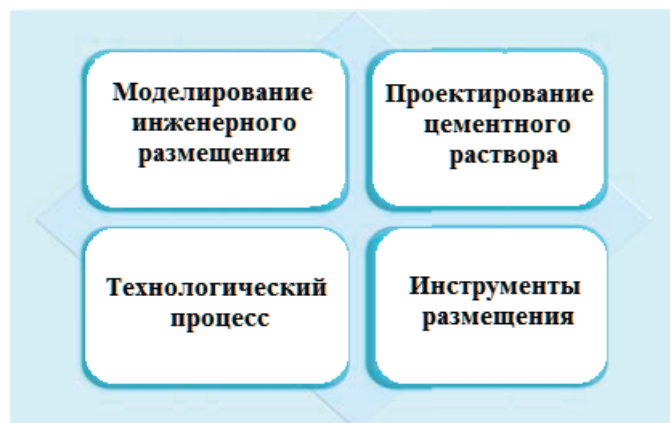 Моделирование
инженерного
размещения
Проектирование
цементного
раствора
Технологический
процесс
Инструменты
размещения